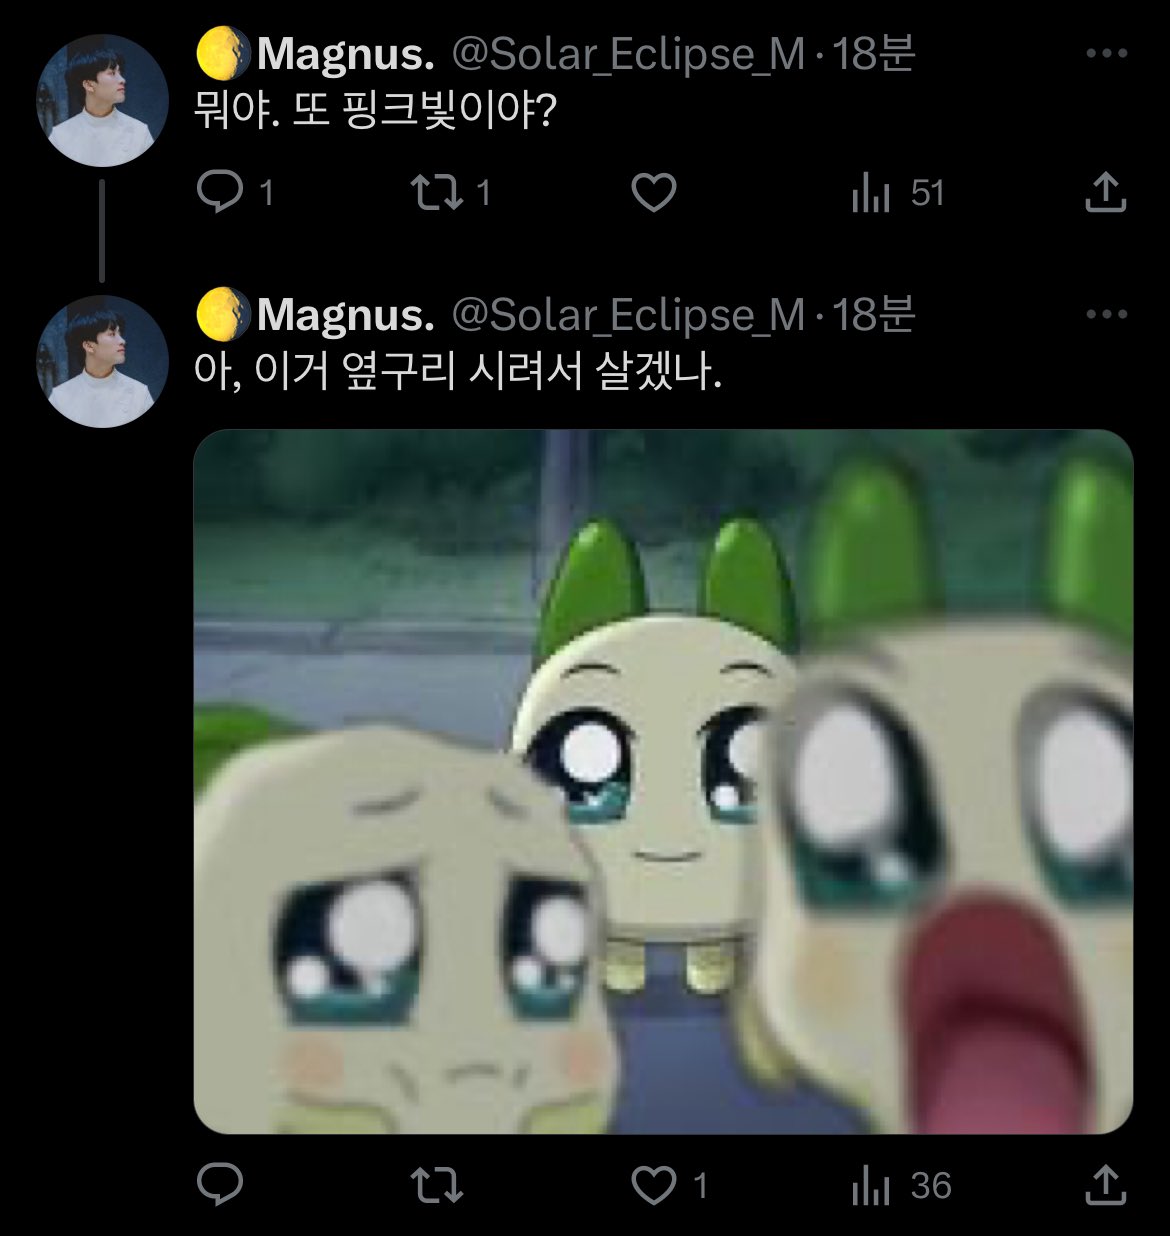 🌖Magnus. @Solar_Eclipse_M · 18분
뭐야. 또 핑크빛이야?
1 1 51
🌖Magnus. @Solar_Eclipse_M · 18분
아, 이거 옆구리 시려서 살겠나.
1 36